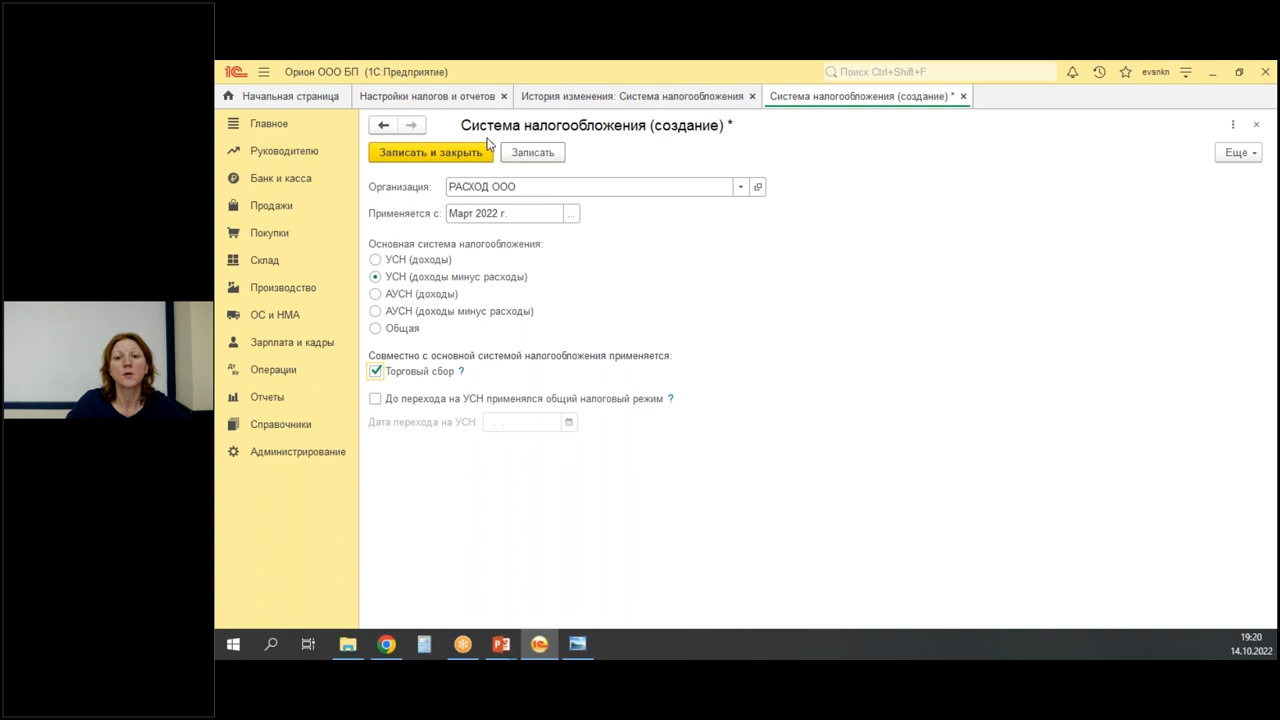 Орион ООО БП (1С:Предприятие)
Поиск Ctrl+Shift+F
evsnkn
Начальная страница
Настройки налогов и отчетов
История изменения: Система налогообложения
Система налогообложения (создание) *
Главное
Руководителю
Банк и касса
Продажи
Покупки
Склад
Производство
ОС и НМА
Зарплата и кадры
Операции
Отчеты
Справочники
Администрирование
Система налогообложения (создание) *
Записать и закрыть
Записать
Еще
Организация: РАСХОД ООО
Применяется с: Март 2022 г. ...
Основная система налогообложения:
УСН (доходы)
УСН (доходы минус расходы)
АУСН (доходы)
АУСН (доходы минус расходы)
Общая
Совместно с основной системой налогообложения применяется:
Торговый сбор ?
До перехода на УСН применялся общий налоговый режим ?
Дата перехода на УСН: . .
19:20
14.10.2022